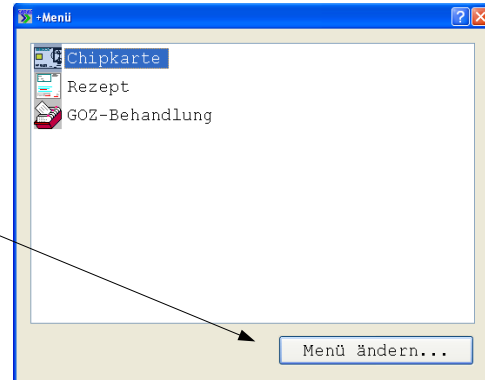 +Menü
Chipkarte
Rezept
GOZ-Behandlung
Menü ändern...